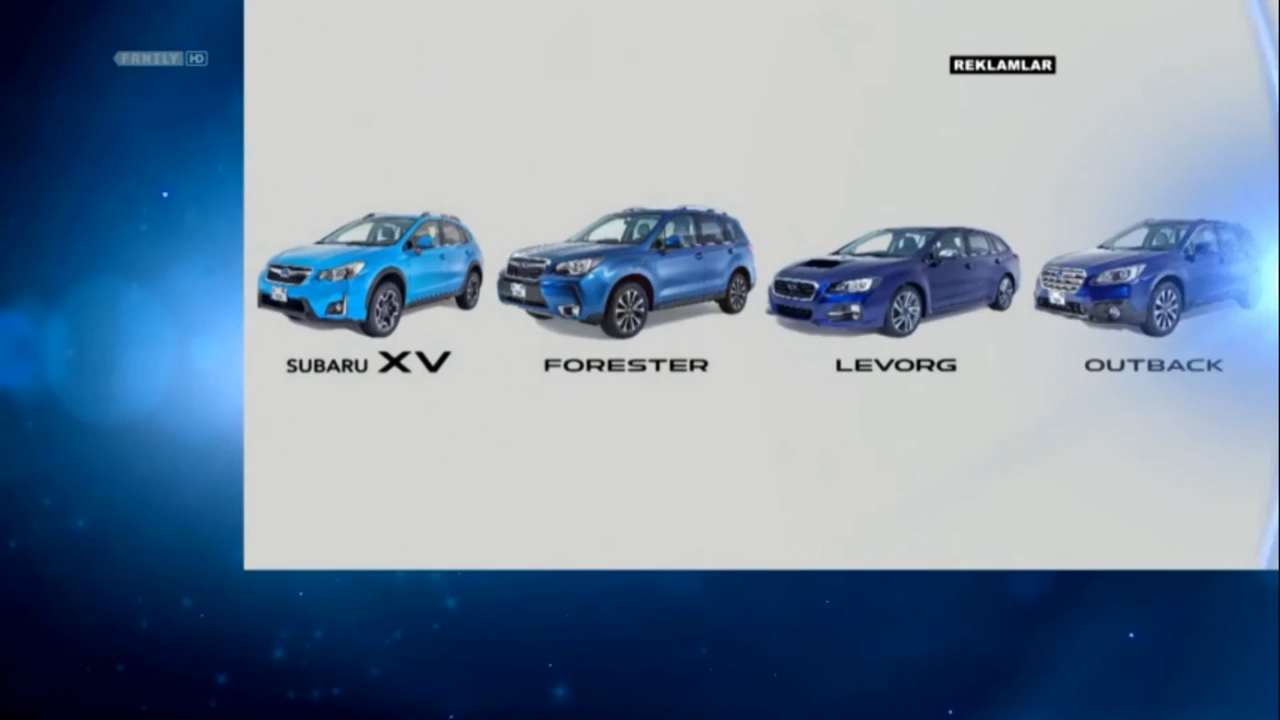 FAMILY HD
REKLAMLAR
SUBARU XV
FORESTER
LEVORG
OUTBACK